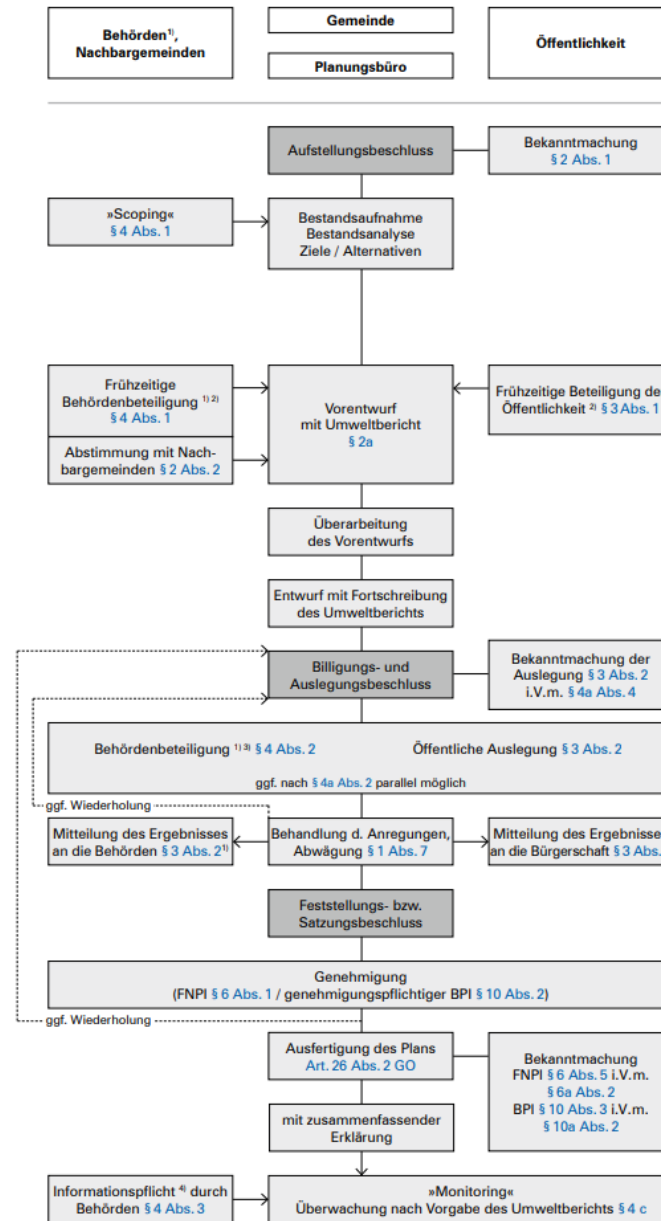 Behörden¹⁾,
Nachbargemeinden
Gemeinde
Planungsbüro
Öffentlichkeit
Aufstellungsbeschluss
Bekanntmachung
§ 2 Abs. 1
»Scoping«
§ 4 Abs. 1
Bestandsaufnahme
Bestandsanalyse
Ziele / Alternativen
Frühzeitige
Behördenbeteiligung ¹⁾ ²⁾
§ 4 Abs. 1
Abstimmung mit Nach-
bargemeinden § 2 Abs. 2
Vorentwurf
mit Umweltbericht
§ 2a
Frühzeitige Beteiligung de
Öffentlichkeit ²⁾ § 3 Abs. 1
Überarbeitung
des Vorentwurfs
Entwurf mit Fortschreibung
des Umweltberichts
Billigungs- und
Auslegungsbeschluss
Bekanntmachung der
Auslegung § 3 Abs. 2
i.V.m. § 4a Abs. 4
Behördenbeteiligung ¹⁾ ³⁾ § 4 Abs. 2
Öffentliche Auslegung § 3 Abs. 2
ggf. nach § 4a Abs. 2 parallel möglich
ggf. Wiederholung
Mitteilung des Ergebnisses
an die Behörden § 3 Abs. 2¹⁾
Behandlung d. Anregungen,
Abwägung § 1 Abs. 7
Mitteilung des Ergebnisse
an die Bürgerschaft § 3 Abs.
Feststellungs- bzw.
Satzungsbeschluss
Genehmigung
(FNPl § 6 Abs. 1 / genehmigungspflichtiger BPl § 10 Abs. 2)
ggf. Wiederholung
Ausfertigung des Plans
Art. 26 Abs. 2 GO
Bekanntmachung
FNPl § 6 Abs. 5 i.V.m.
§ 6a Abs. 2
BPl § 10 Abs. 3 i.V.m.
§ 10a Abs. 2
mit zusammenfassender
Erklärung
Informationspflicht ⁴⁾ durch
Behörden § 4 Abs. 3
»Monitoring«
Überwachung nach Vorgabe des Umweltberichts § 4 c